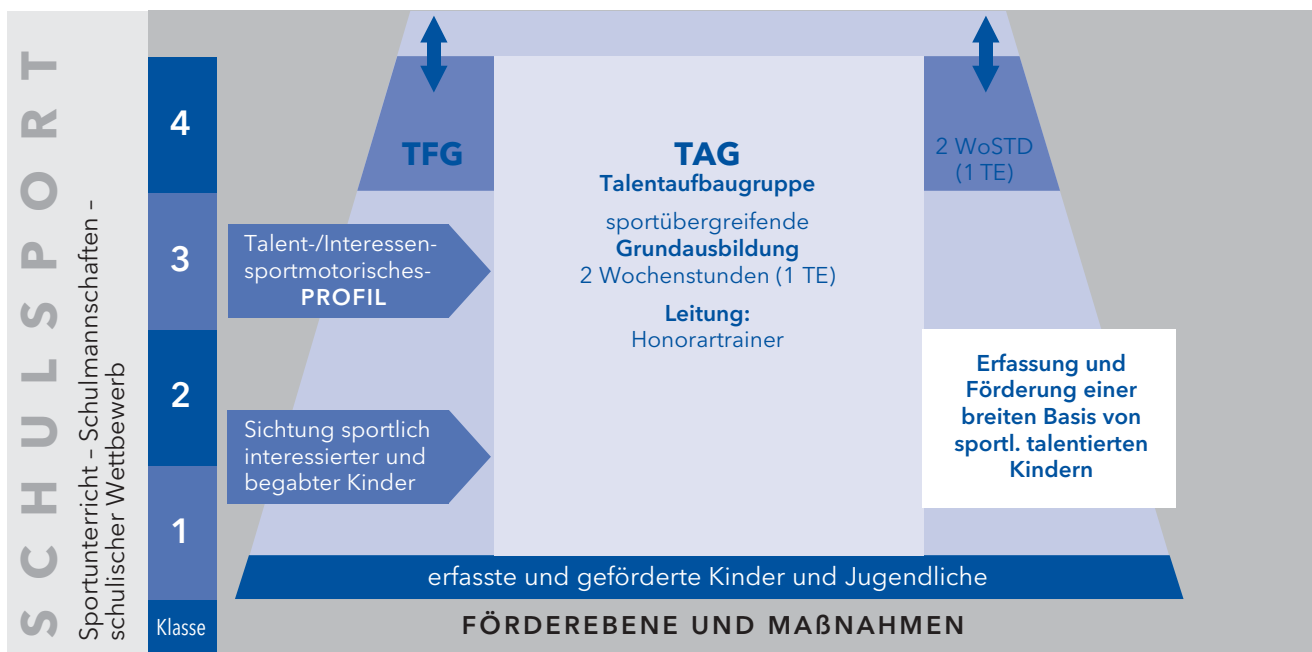 SCHULSPORT
Sportunterricht – Schulmannschaften –
schulischer Wettbewerb
4
3
2
1
Klasse
TFG
TAG
Talentaufbaugruppe
sportübergreifende
Grundausbildung
2 Wochenstunden (1 TE)
Leitung:
Honorartrainer
2 WoSTD
(1 TE)
Talent-/Interessen-
sportmotorisches-
PROFIL
Sichtung sportlich
interessierter und
begabter Kinder
Erfassung und
Förderung einer
breiten Basis von
sportl. talentierten
Kindern
erfasste und geförderte Kinder und Jugendliche
FÖRDEREBENE UND MAßNAHMEN